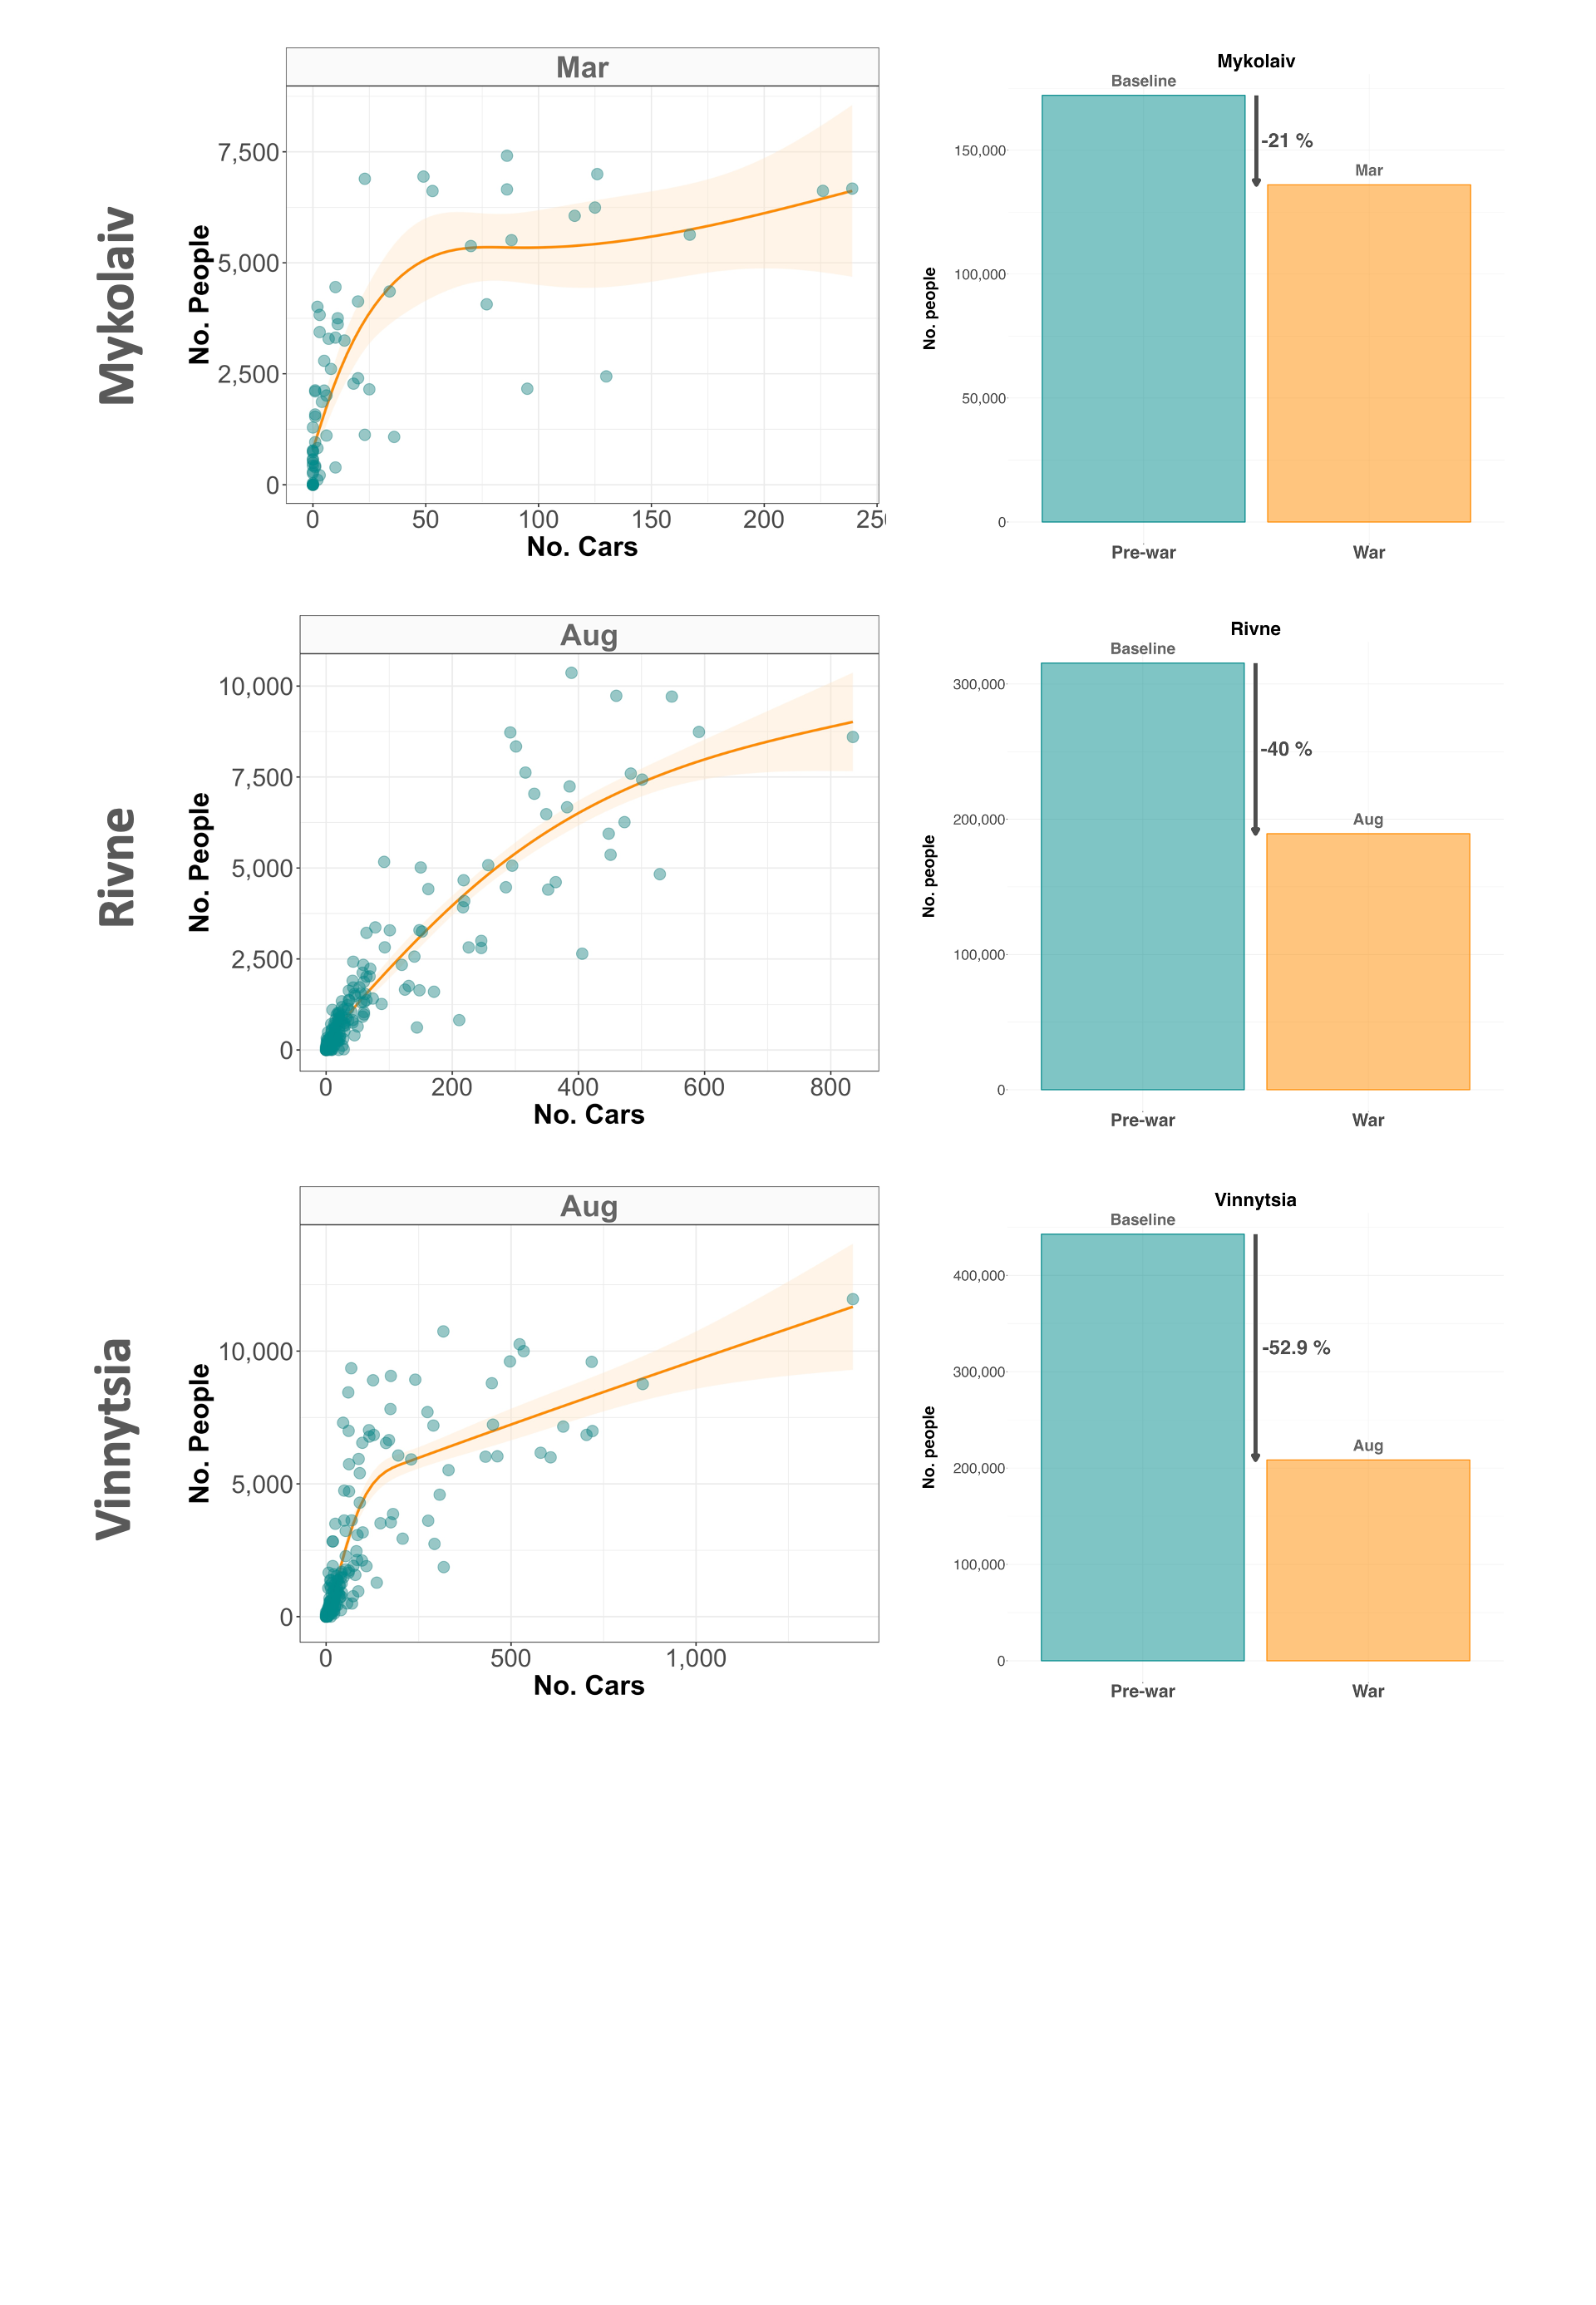 Mykolaiv
Mar
No. People
7,500
5,000
2,500
0
0 50 100 150 200
No. Cars
Mykolaiv
Baseline
-21 %
Mar
No. people
150,000
100,000
50,000
0
Pre-war War
Rivne
Aug
No. People
10,000
7,500
5,000
2,500
0
0 200 400 600 800
No. Cars
Rivne
Baseline
-40 %
Aug
No. people
300,000
200,000
100,000
0
Pre-war War
Vinnytsia
Aug
No. People
10,000
5,000
0
0 500 1,000
No. Cars
Vinnytsia
Baseline
-52.9 %
Aug
No. people
400,000
300,000
200,000
100,000
0
Pre-war War